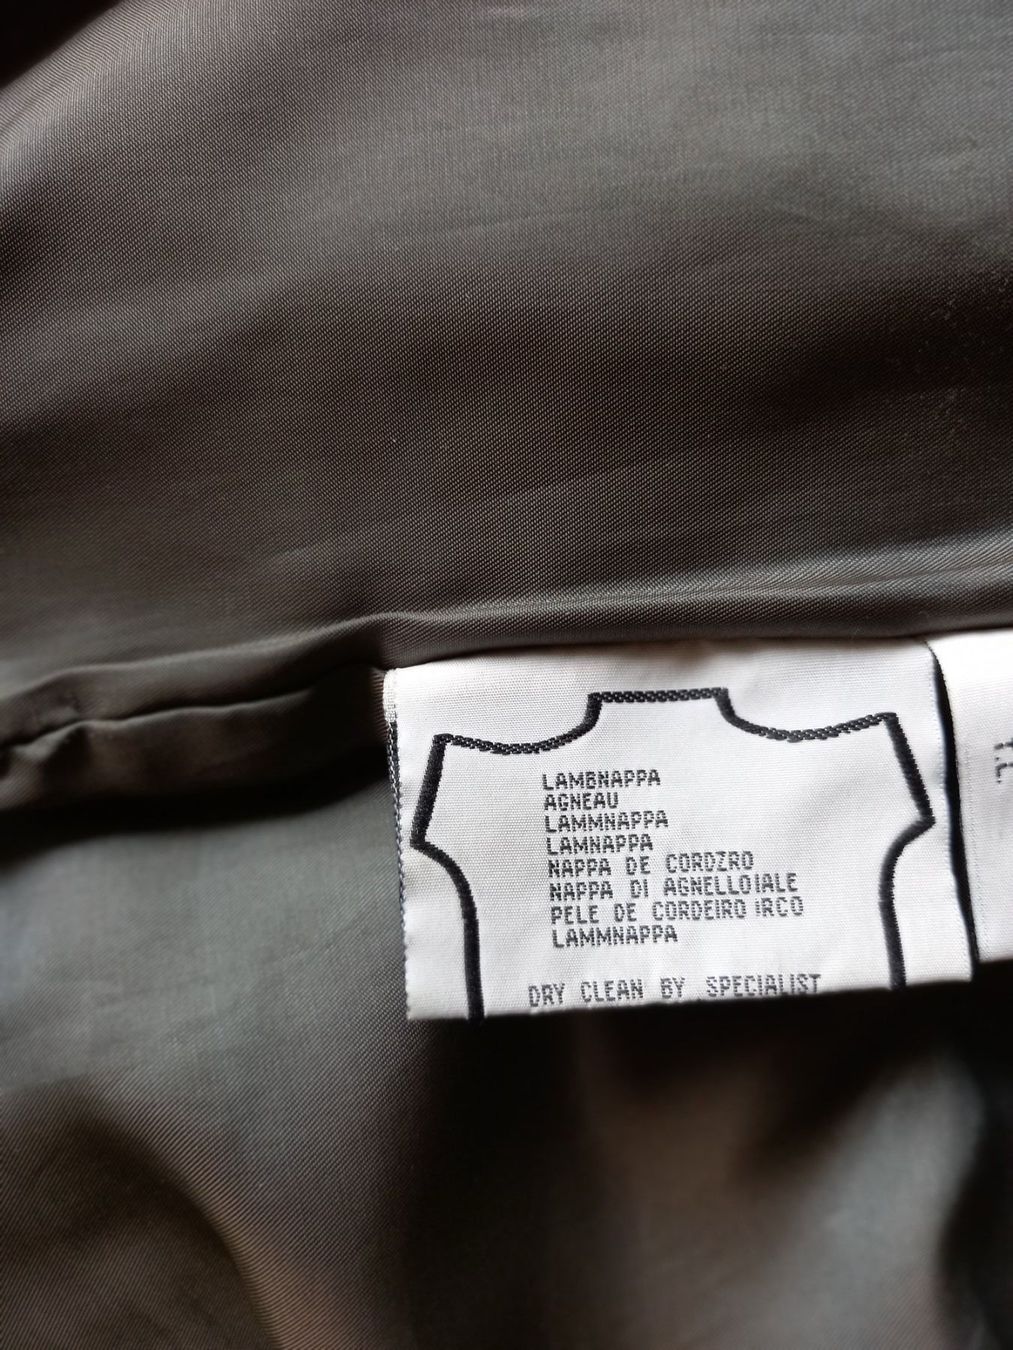 LAMBNAPPA
AGNEAU
LAMMNAPPA
LAMNAPPA
NAPPA DE CORDZRO
NAPPA DI AGNELLOIALE
PELE DE CORDEIRO IRCO
LAMMNAPPA
DRY CLEAN BY SPECIALIST